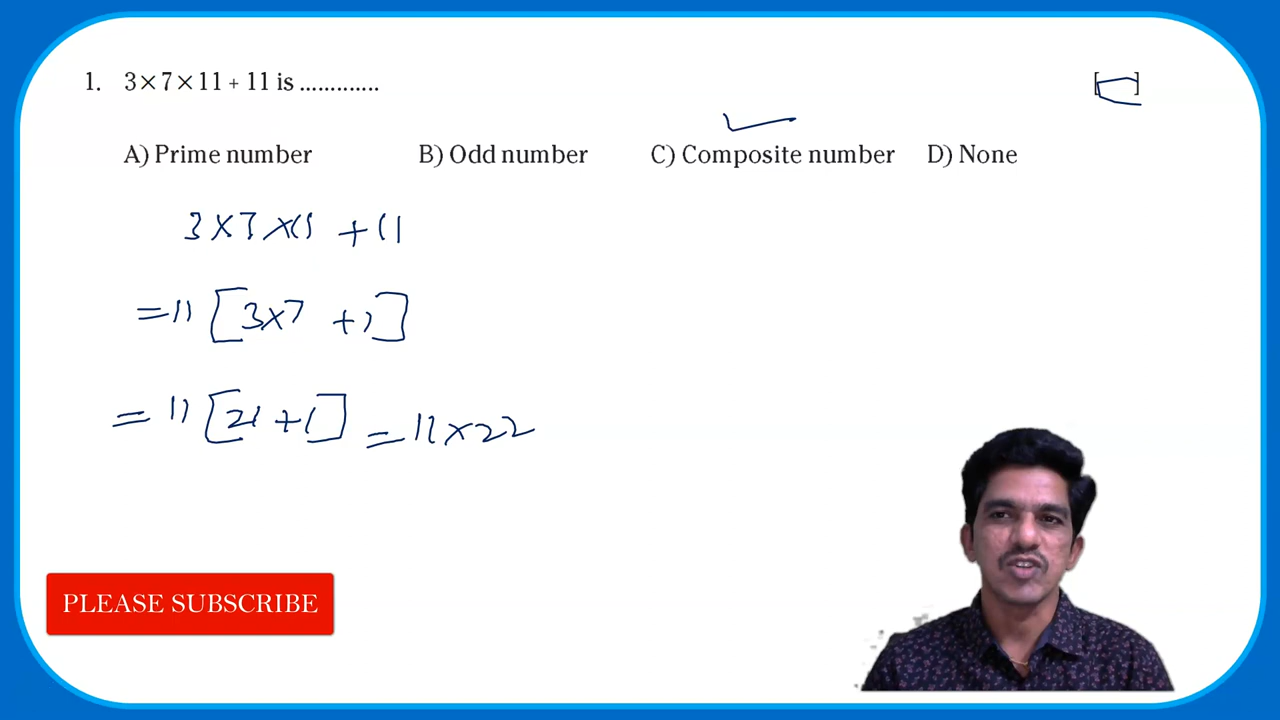 1. 3×7×11 + 11 is ............. [ ]
A) Prime number B) Odd number C) Composite number D) None
3×7×11 +11
=11 [3×7 +1]
= 11 [21 +1] = 11×22
PLEASE SUBSCRIBE